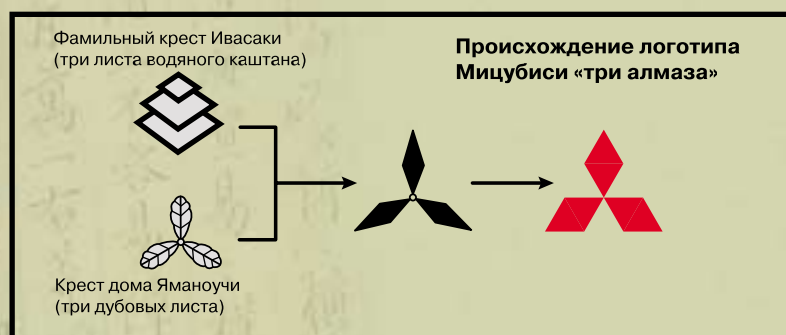 Фамильный крест Ивасаки
(три листа водяного каштана)
Происхождение логотипа
Мицубиси «три алмаза»
Крест дома Яманоучи
(три дубовых листа)